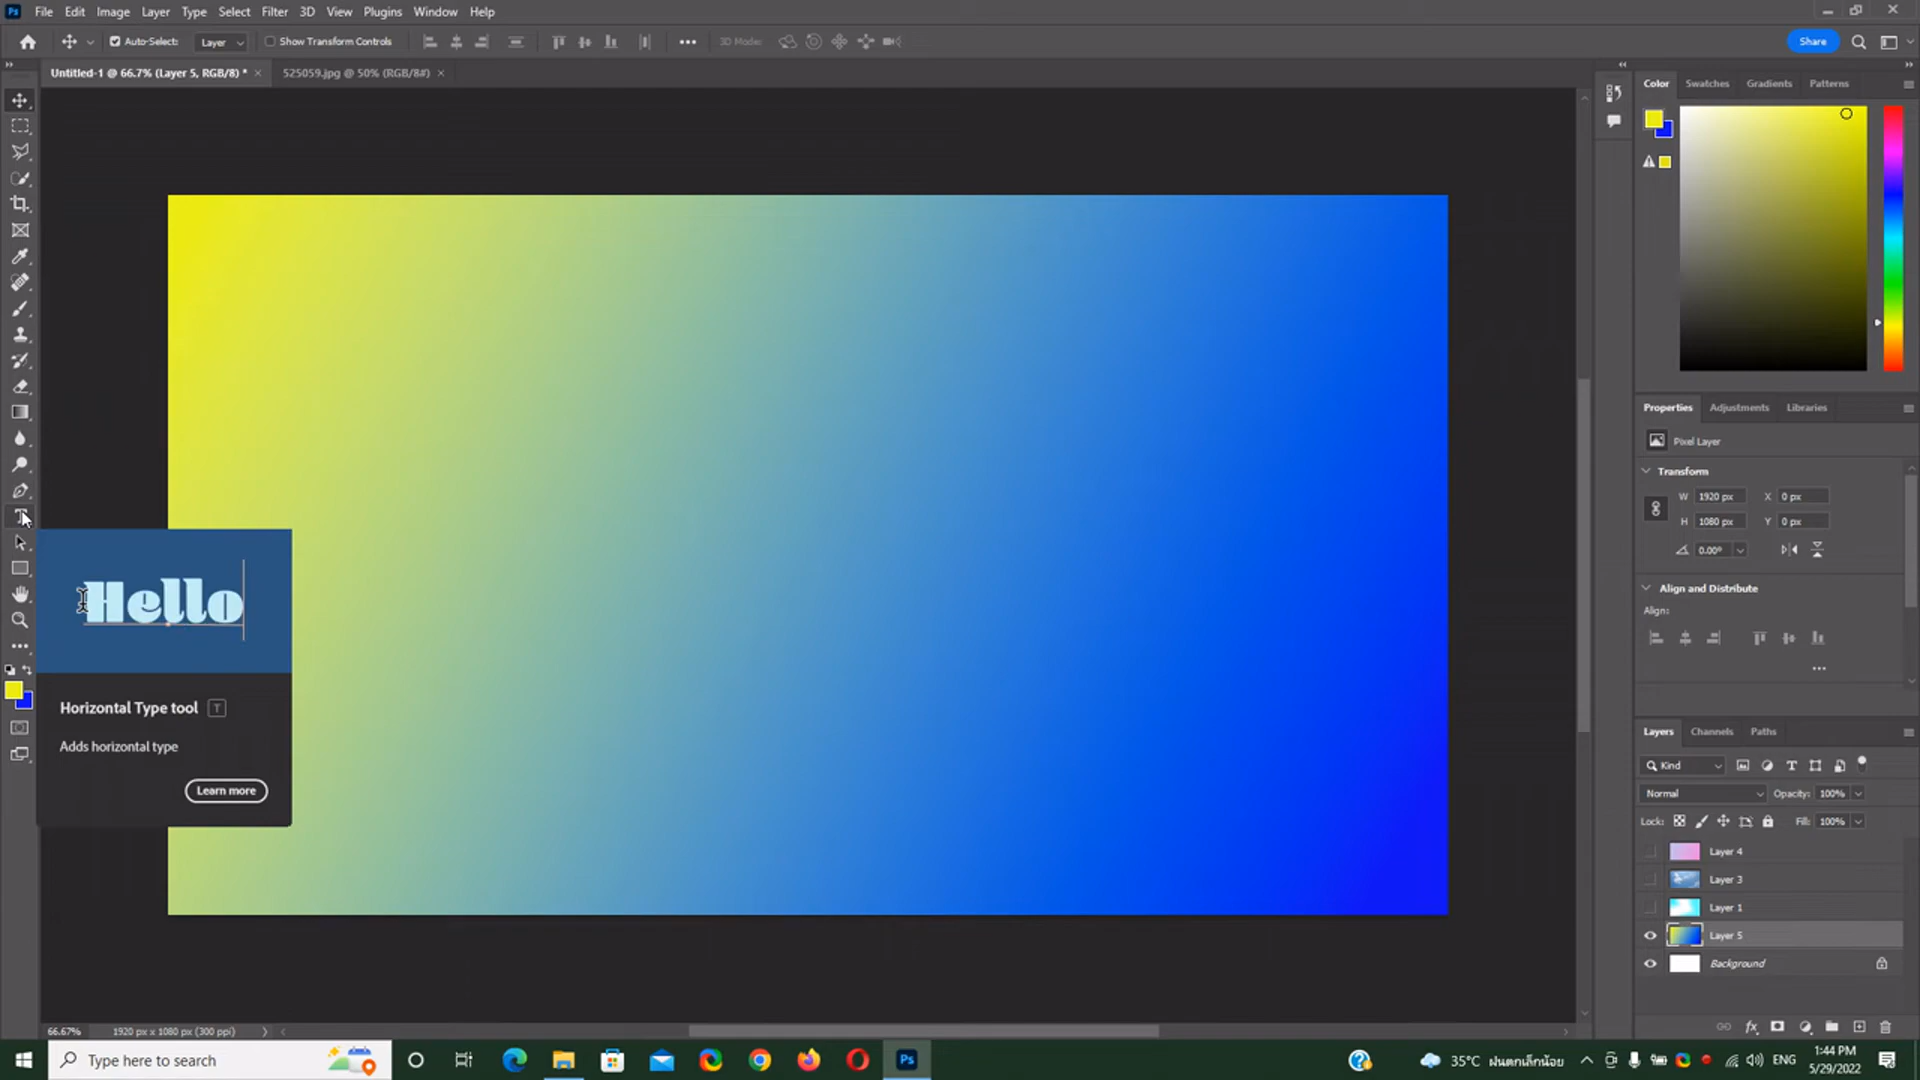 Ps File Edit Image Layer Type Select Filter 3D View Plugins Window Help
Auto-Select: Layer Show Transform Controls 3D Mode: Share
Untitled-1 @ 66.7% (Layer 5, RGB/8) * × 525059.jpg @ 50% (RGB/8#) ×
Color Swatches Gradients Patterns
Properties Adjustments Libraries
Pixel Layer
Transform
W 1920 px X 0 px
H 1080 px Y 0 px
0.00°
Align and Distribute
Align:
Hello
Horizontal Type tool T
Adds horizontal type
Learn more
Layers Channels Paths
Kind
Normal Opacity: 100%
Lock: Fill: 100%
Layer 4
Layer 3
Layer 1
Layer 5
Background
66.67% 1920 px x 1080 px (300 ppi)
Type here to search
Ps
35°C ฝนตกเล็กน้อย ENG
1:44 PM
5/29/2022